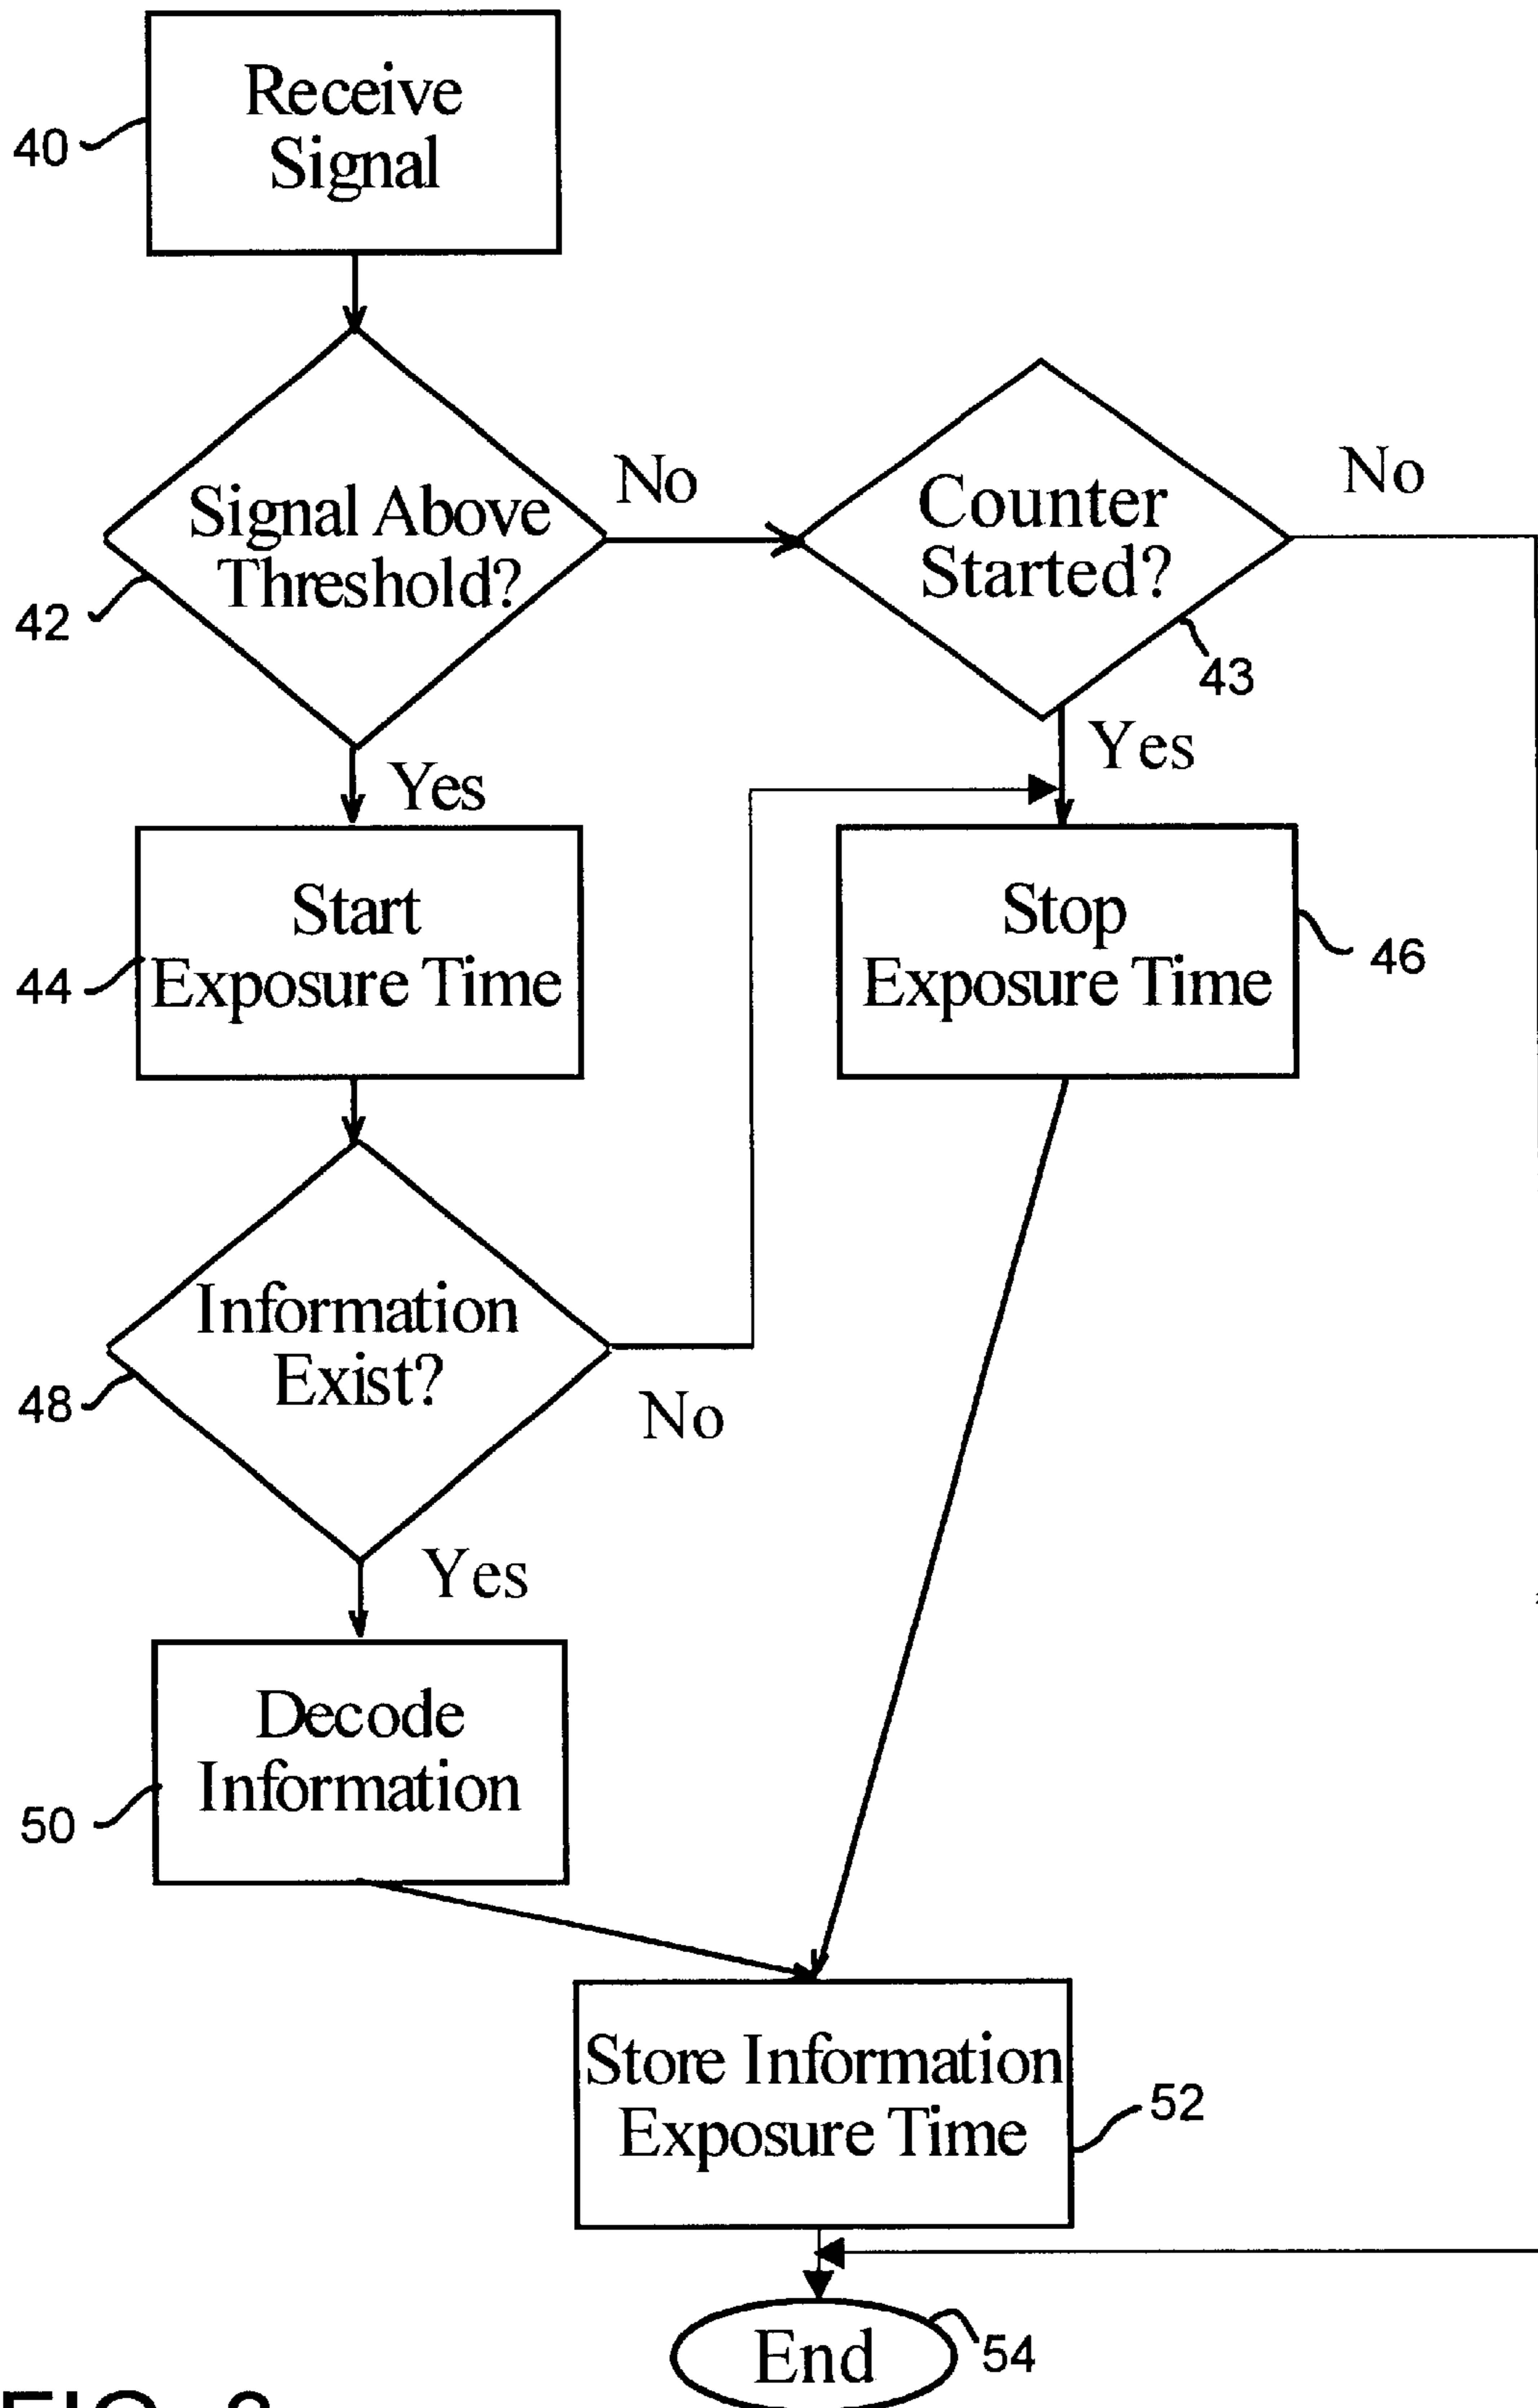 Receive
Signal
40
Signal Above
Threshold?
42
No
Counter
Started?
43
No
Yes
Yes
Start
Exposure Time
44
Stop
Exposure Time
46
Information
Exist?
48
No
Yes
Decode
Information
50
Store Information
Exposure Time
52
End
54
FIG.